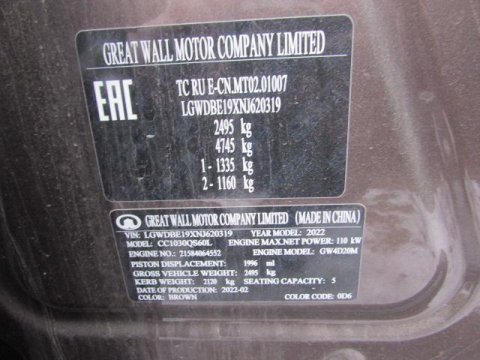 GREAT WALL MOTOR COMPANY LIMITED
EAC
TC RU E-CN.MT02.01007
LGWDBE19XNJ620319
2495 kg
4745 kg
1 - 1335 kg
2 - 1160 kg
GREAT WALL MOTOR COMPANY LIMITED (MADE IN CHINA)
VIN: LGWDBE19XNJ620319 YEAR MODEL: 2022
MODEL: CC1030QS60L ENGINE MAX.NET POWER: 110 kW
ENGINE NO.: 21584064552 ENGINE MODEL: GW4D20M
PISTON DISPLACEMENT: 1996 ml
GROSS VEHICLE WEIGHT: 2495 kg
KERB WEIGHT: 2120 kg SEATING CAPACITY: 5
DATE OF PRODUCTION: 2022-02
COLOR: BROWN COLOR CODE: 0D6